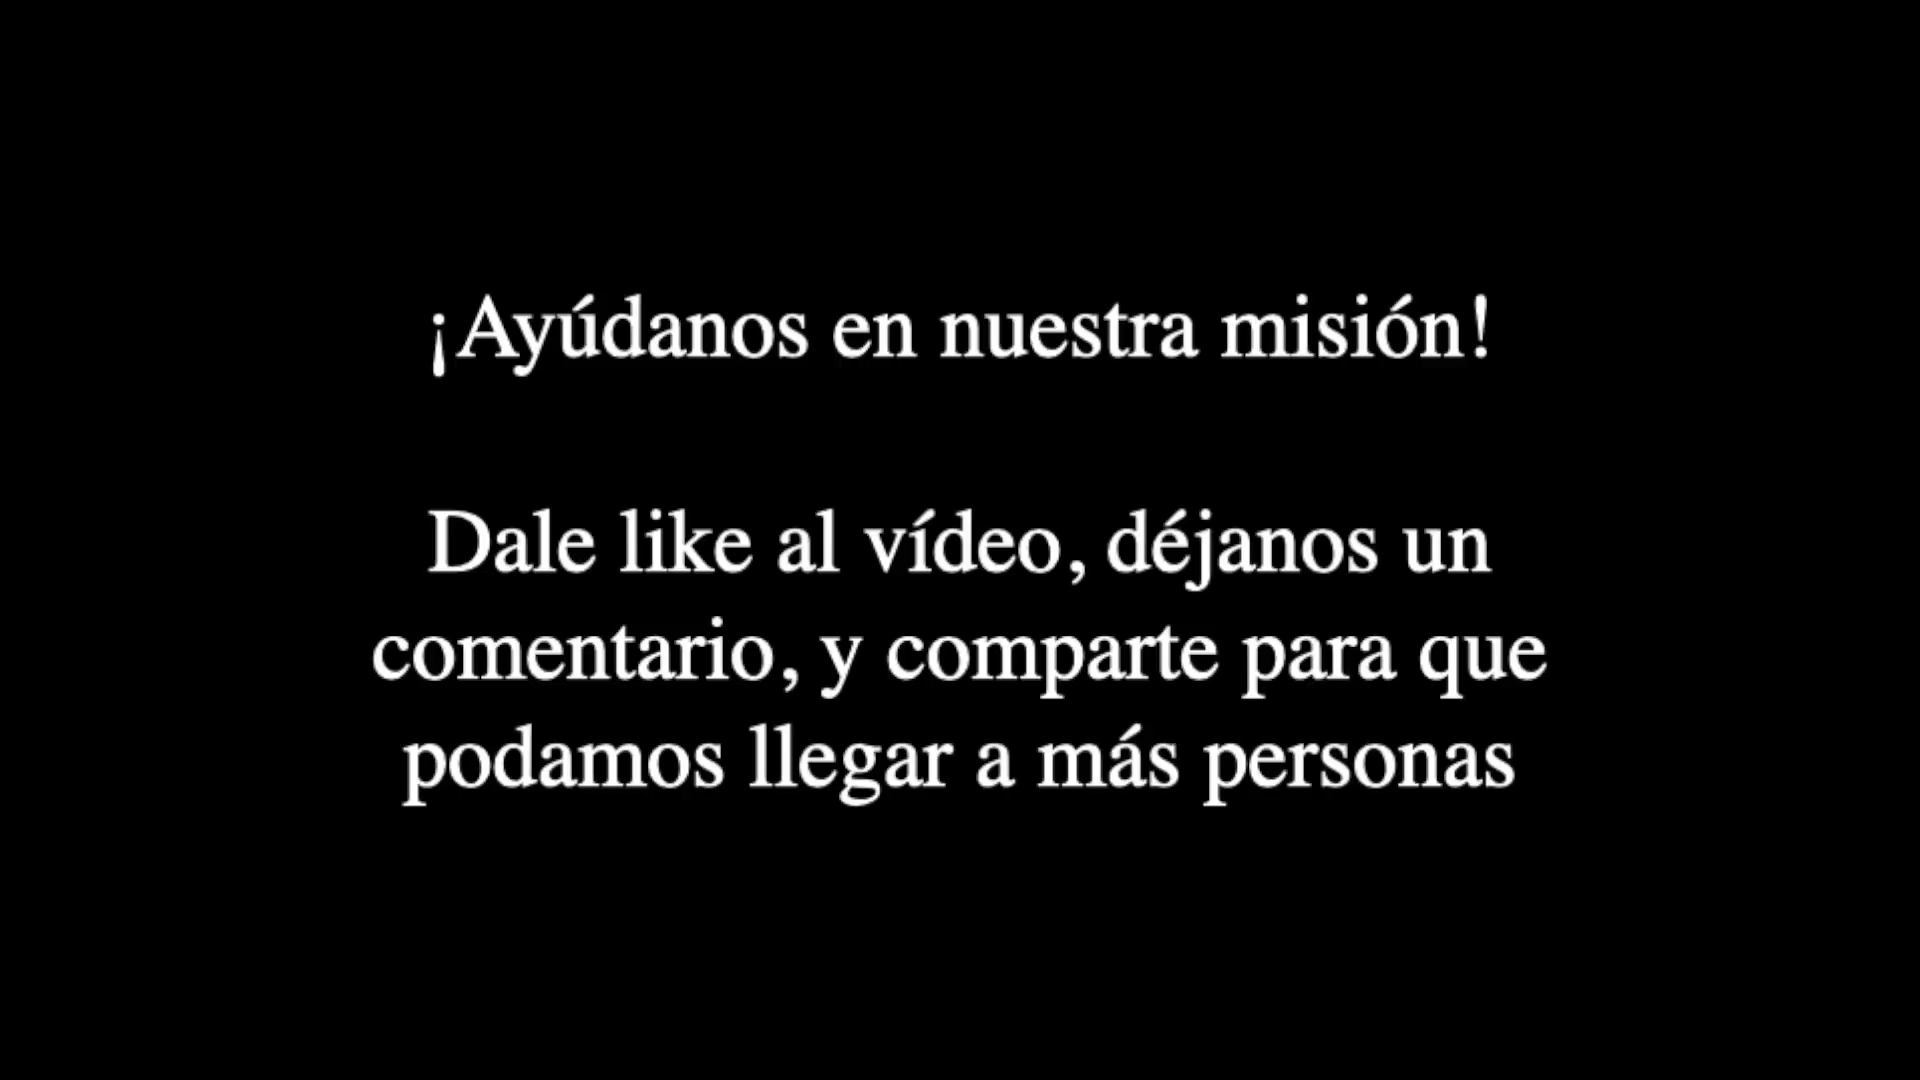 ¡Ayúdanos en nuestra misión!
Dale like al vídeo, déjanos un
comentario, y comparte para que
podamos llegar a más personas